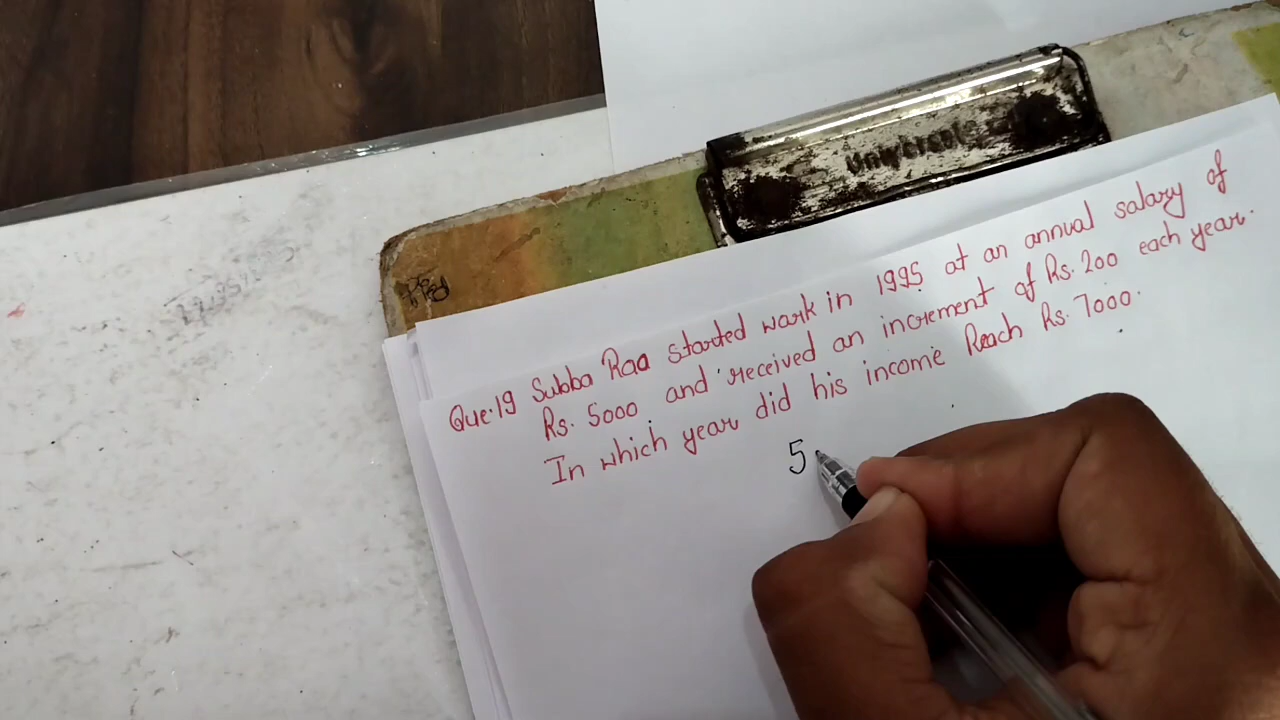 Universal
Que.19 Subba Rao started work in 1995 at an annual salary of
Rs. 5000 and received an increment of Rs. 200 each year.
In which year did his income Reach Rs. 7000.
5